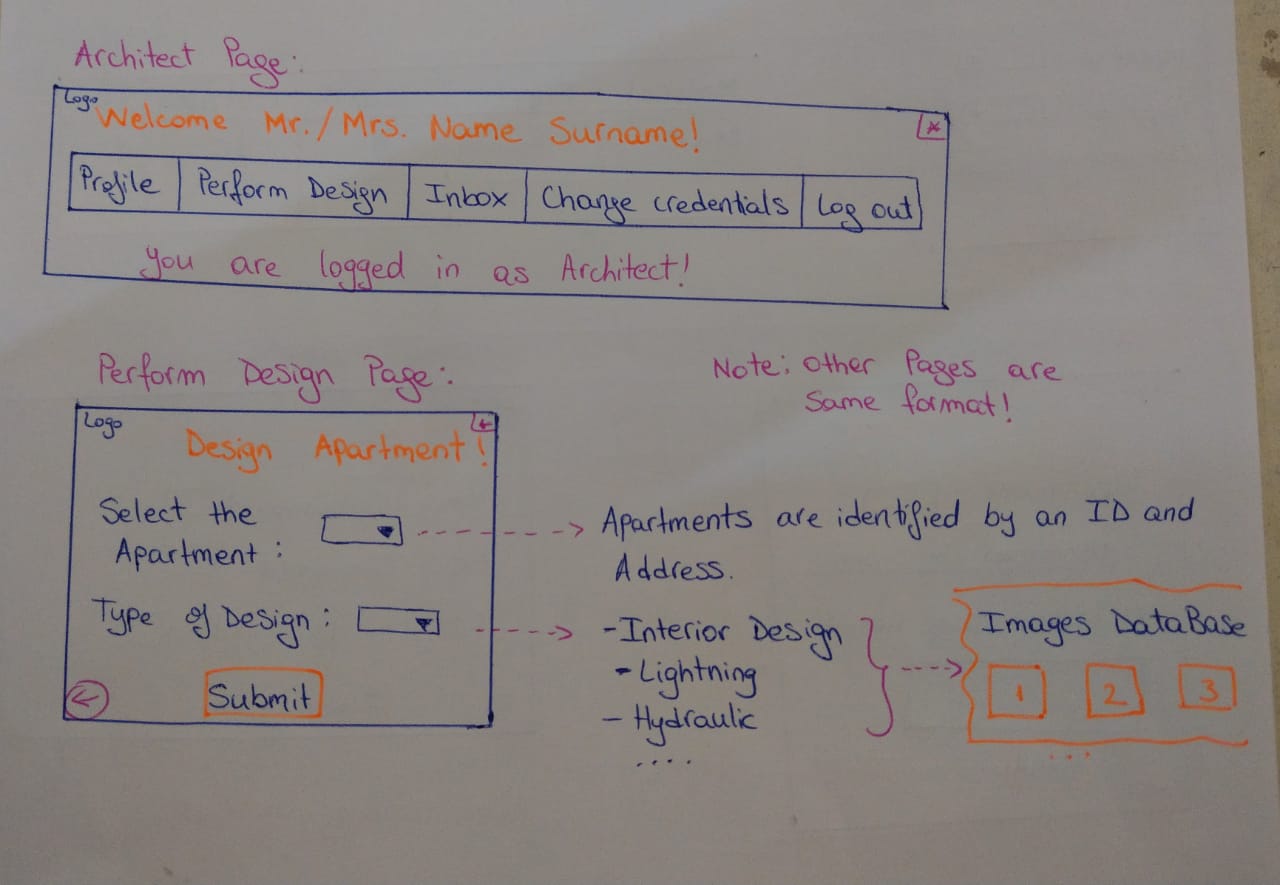 Architect Page:
Logo
Welcome Mr./Mrs. Name Surname!
Profile
Perform Design
Inbox
Change credentials
Log out
You are logged in as Architect!
Perform Design Page:
Note: Other Pages are
Same format!
Logo
Design Apartment!
Select the
Apartment:
Apartments are identified by an ID and
Address.
Type of Design:
- Interior Design
- Lightning
- Hydraulic
....
Images DataBase
1 2 3
...
Submit